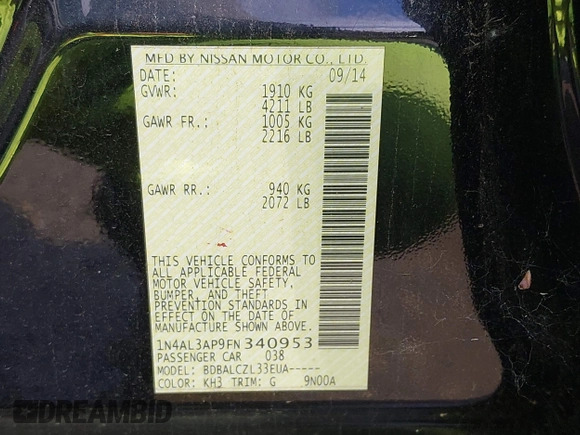 MFD BY NISSAN MOTOR CO., LTD.
DATE: 09/14
GVWR: 1910 KG
4211 LB
GAWR FR.: 1005 KG
2216 LB
GAWR RR.: 940 KG
2072 LB
THIS VEHICLE CONFORMS TO
ALL APPLICABLE FEDERAL
MOTOR VEHICLE SAFETY,
BUMPER, AND THEFT
PREVENTION STANDARDS IN
EFFECT ON THE DATE OF
MANUFACTURE SHOWN ABOVE.
1N4AL3AP9FN340953
PASSENGER CAR 038
MODEL: BDBALCZL33EUA-----
COLOR: KH3 TRIM: G 9N00A
DREAMBID